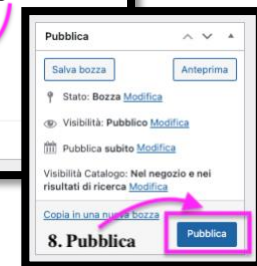 Pubblica
Salva bozza
Anteprima
Stato: Bozza Modifica
Visibilità: Pubblico Modifica
Pubblica subito Modifica
Visibilità Catalogo: Nel negozio e nei
risultati di ricerca Modifica
Copia in una nuova bozza
8. Pubblica
Pubblica